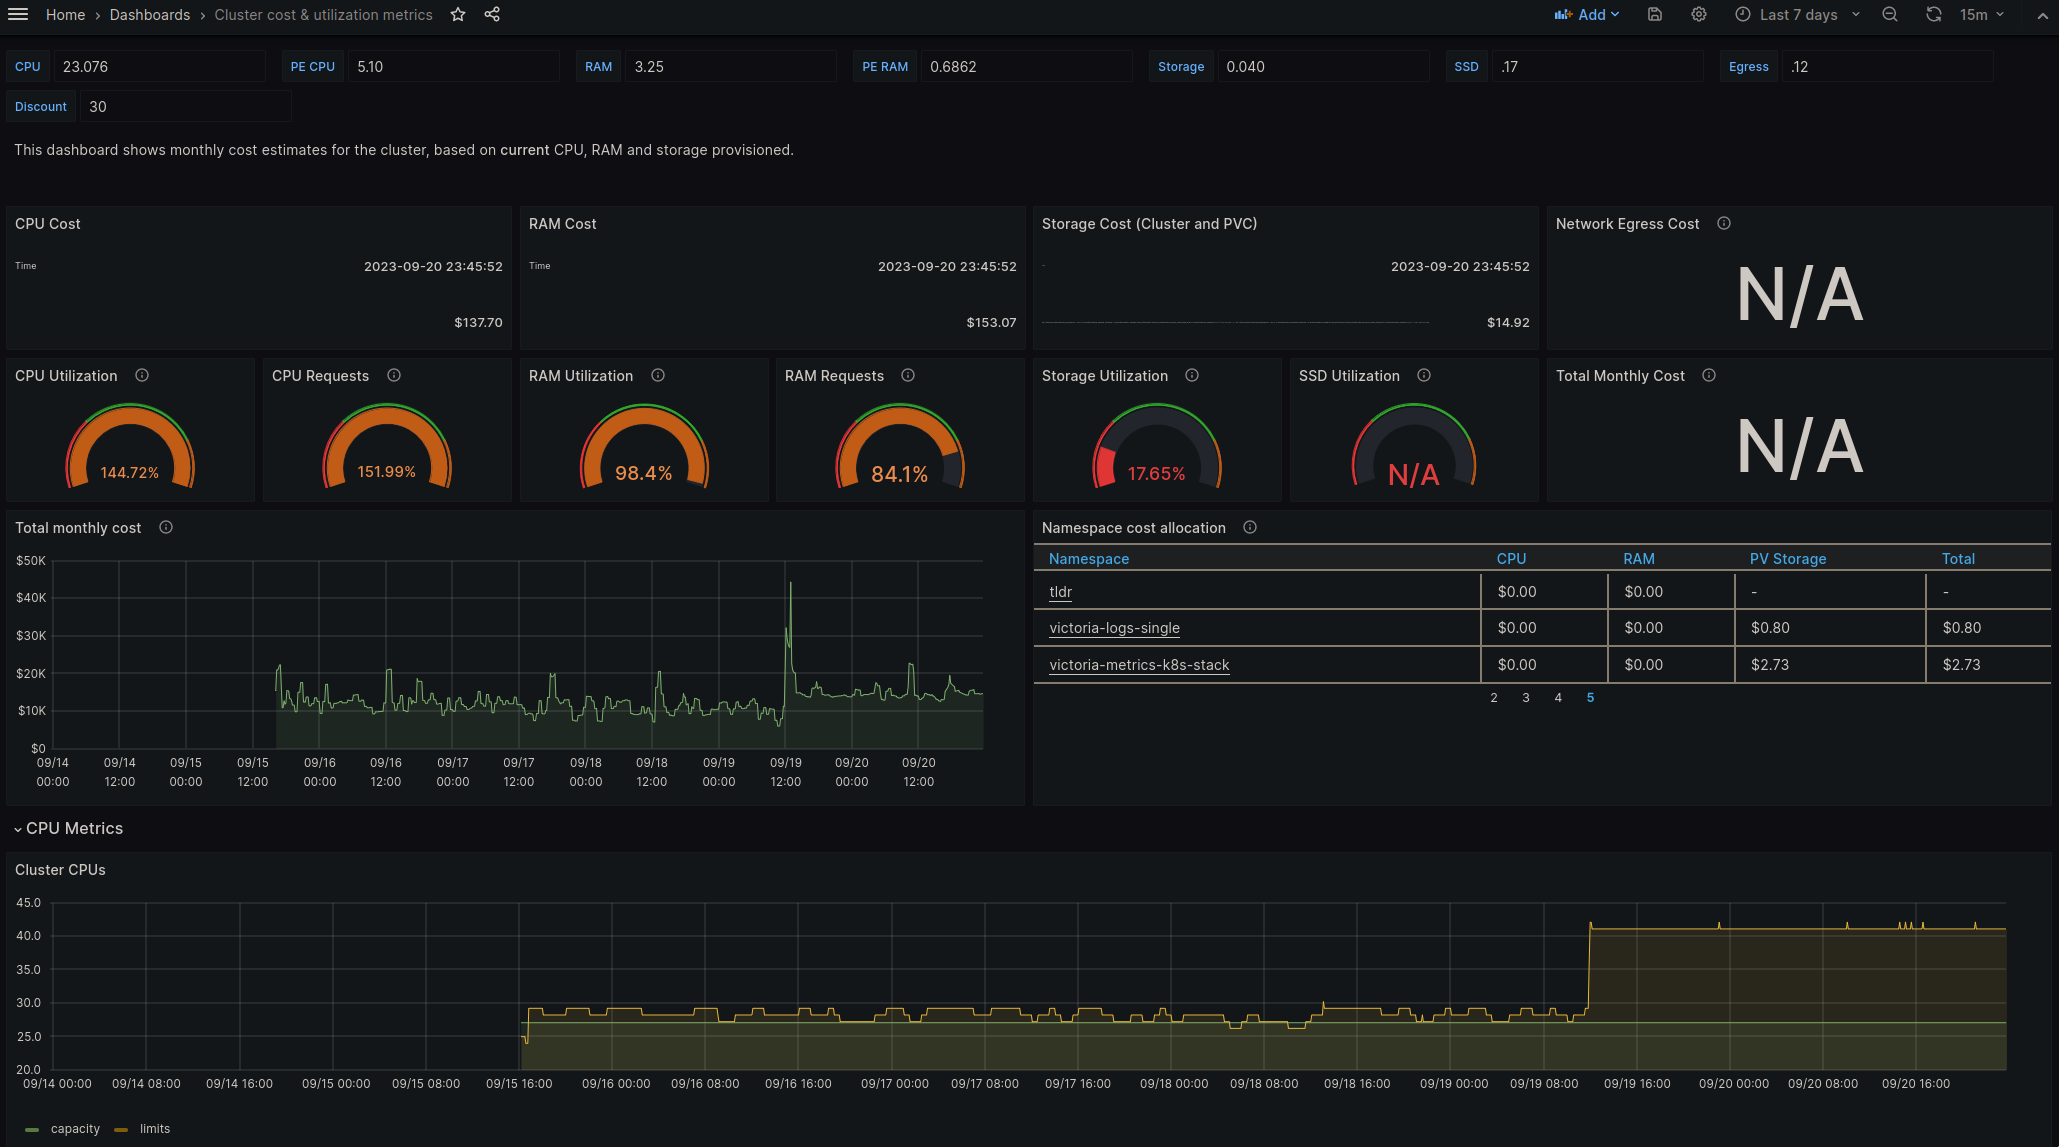 Home › Dashboards › Cluster cost & utilization metrics Add Last 7 days 15m
CPU 23.076 PE CPU 5.10 RAM 3.25 PE RAM 0.6862 Storage 0.040 SSD .17 Egress .12
Discount 30
This dashboard shows monthly cost estimates for the cluster, based on current CPU, RAM and storage provisioned.
CPU Cost
Time 2023-09-20 23:45:52
$137.70
RAM Cost
Time 2023-09-20 23:45:52
$153.07
Storage Cost (Cluster and PVC)
2023-09-20 23:45:52
$14.92
Network Egress Cost
N/A
CPU Utilization
144.72%
CPU Requests
151.99%
RAM Utilization
98.4%
RAM Requests
84.1%
Storage Utilization
17.65%
SSD Utilization
N/A
Total Monthly Cost
N/A
Total monthly cost
$50K
$40K
$30K
$20K
$10K
$0
09/14 09/14 09/15 09/15 09/16 09/16 09/17 09/17 09/18 09/18 09/19 09/19 09/20 09/20
00:00 12:00 00:00 12:00 00:00 12:00 00:00 12:00 00:00 12:00 00:00 12:00 00:00 12:00
Namespace cost allocation
Namespace CPU RAM PV Storage Total
tldr $0.00 $0.00 - -
victoria-logs-single $0.00 $0.00 $0.80 $0.80
victoria-metrics-k8s-stack $0.00 $0.00 $2.73 $2.73
2 3 4 5
CPU Metrics
Cluster CPUs
45.0
40.0
35.0
30.0
25.0
20.0
09/14 00:00 09/14 08:00 09/14 16:00 09/15 00:00 09/15 08:00 09/15 16:00 09/16 00:00 09/16 08:00 09/16 16:00 09/17 00:00 09/17 08:00 09/17 16:00 09/18 00:00 09/18 08:00 09/18 16:00 09/19 00:00 09/19 08:00 09/19 16:00 09/20 00:00 09/20 08:00 09/20 16:00
capacity limits